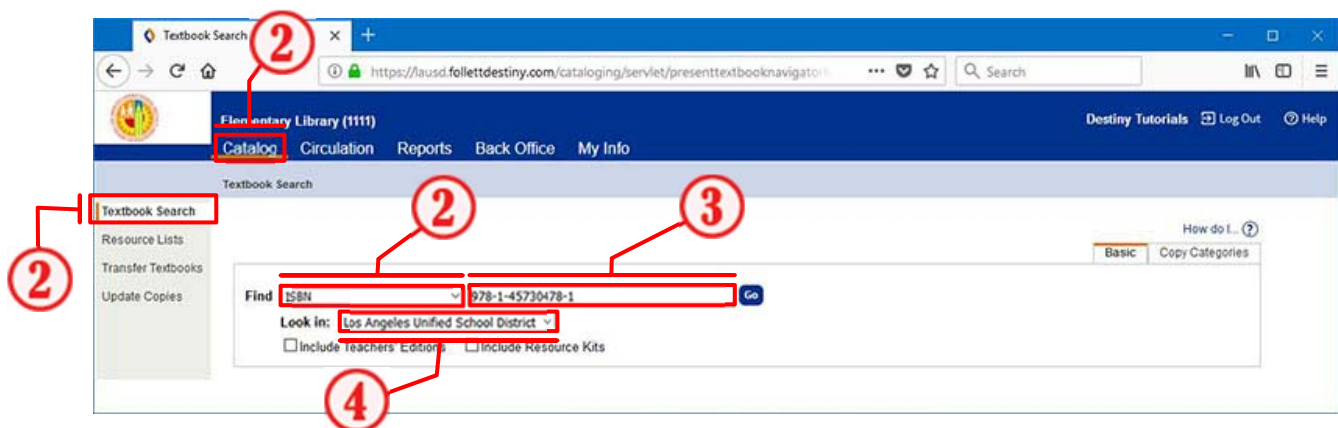 Textbook Search
2
https://lausd.follettdestiny.com/cataloging/servlet/presenttextbooknavigator
Search
Elementary Library (1111)
Destiny Tutorials Log Out ? Help
Catalog Circulation Reports Back Office My Info
Textbook Search
2
3
Textbook Search
How do I... ?
Resource Lists
Basic Copy Categories
Transfer Textbooks
2
Update Copies
Find ISBN 978-1-45730478-1 Go
Look in: Los Angeles Unified School District
Include Teachers' Editions Include Resource Kits
4